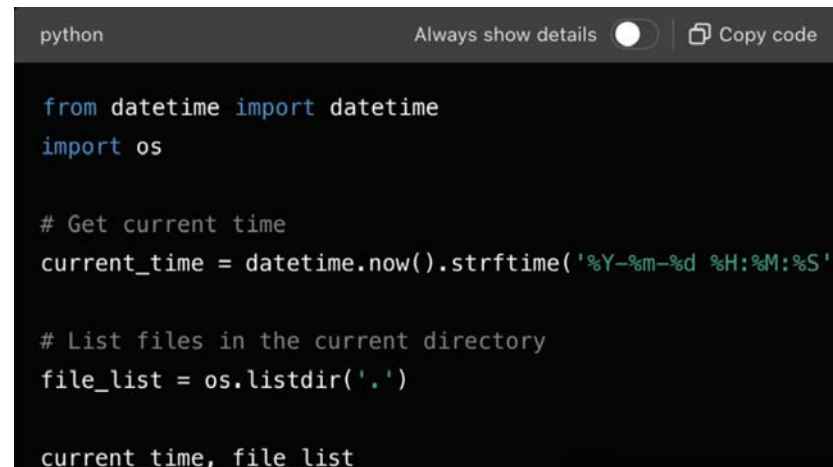 python Always show details Copy code
from datetime import datetime
import os
# Get current time
current_time = datetime.now().strftime('%Y-%m-%d %H:%M:%S'
# List files in the current directory
file_list = os.listdir('.')
current_time, file_list